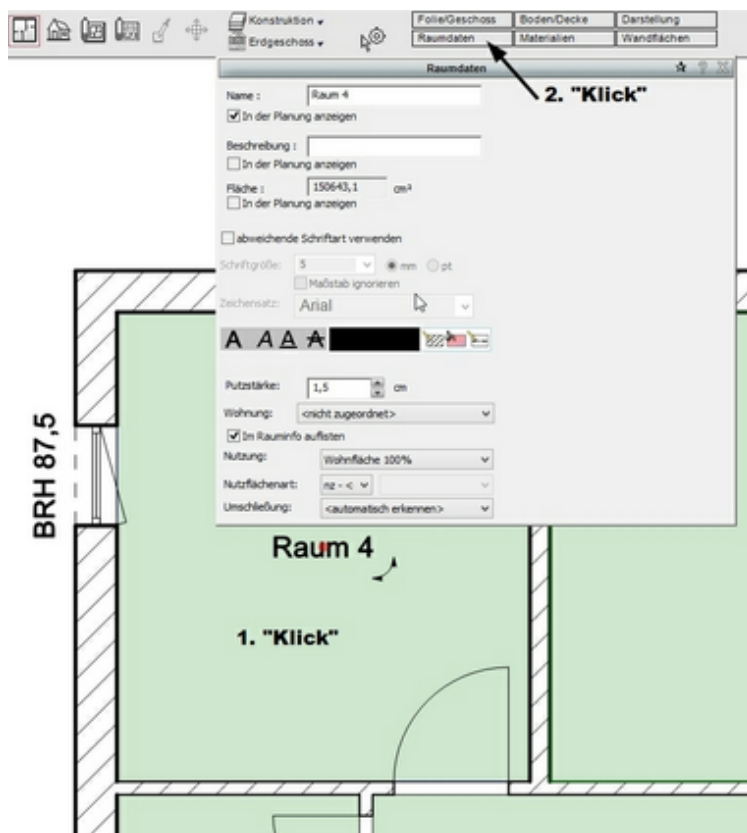 Konstruktion
Folie/Geschoss Boden/Decke Darstellung
Erdgeschoss
Raumdaten Materialien Wandflächen
Raumdaten
2. "Klick"
Name : Raum 4
In der Planung anzeigen
Beschreibung :
In der Planung anzeigen
Fläche : 150643,1 cm²
In der Planung anzeigen
abweichende Schriftart verwenden
Schriftgröße: 5 mm pt
Maßstab ignorieren
Zeichensatz: Arial
A A A A
Putzstärke: 1,5 cm
Wohnung: <nicht zugeordnet>
Im Rauminfo auflisten
Nutzung: Wohnfläche 100%
Nutzflächenart: nz - <
Umschließung: <automatisch erkennen>
BRH 87,5
Raum 4
1. "Klick"